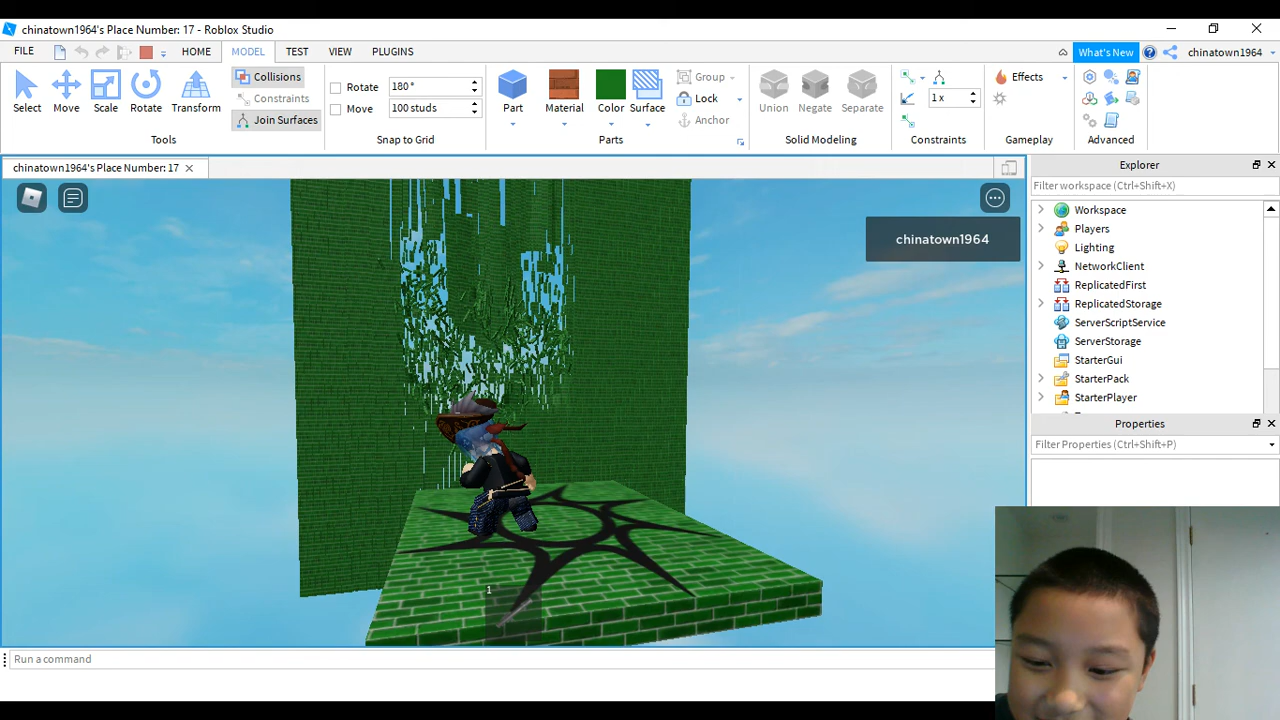 chinatown1964's Place Number: 17 - Roblox Studio
FILE HOME MODEL TEST VIEW PLUGINS What's New chinatown1964
Select Move Scale Rotate Transform
Collisions
Constraints
Join Surfaces
Tools
Rotate 180°
Move 100 studs
Snap to Grid
Part Material Color Surface
Group
Lock
Anchor
Parts
Union Negate Separate
Solid Modeling
1 x
Constraints
Effects
Gameplay
Advanced
chinatown1964's Place Number: 17
chinatown1964
1
Run a command
Explorer
Filter workspace (Ctrl+Shift+X)
Workspace
Players
Lighting
NetworkClient
ReplicatedFirst
ReplicatedStorage
ServerScriptService
ServerStorage
StarterGui
StarterPack
StarterPlayer
Properties
Filter Properties (Ctrl+Shift+P)